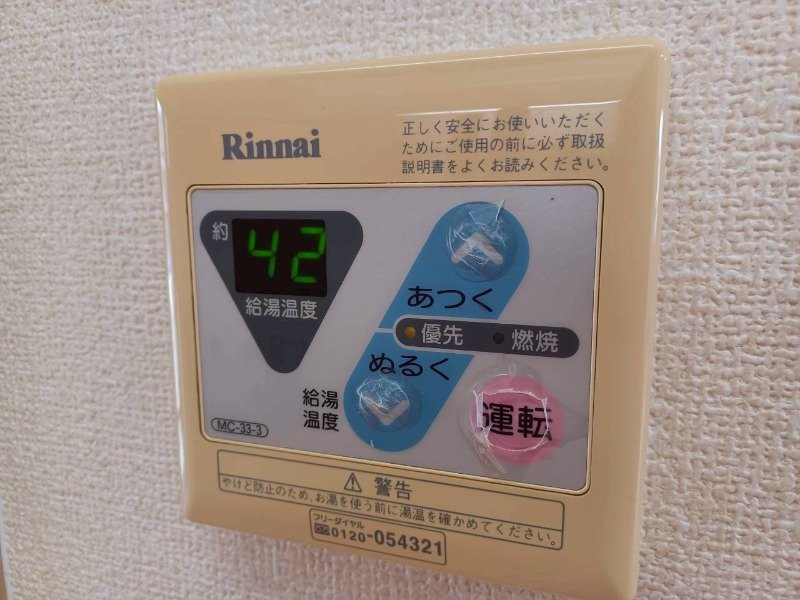 Rinnai
正しく安全にお使いいただく
ためにご使用の前に必ず取扱
説明書をよくお読みください。
約
42
給湯温度
あつく
優先
燃焼
ぬるく
給湯
温度
運転
MC-33-3
⚠警告
やけど防止のため、お湯を使う前に湯温を確かめてください。
フリーダイヤル
0120-054321